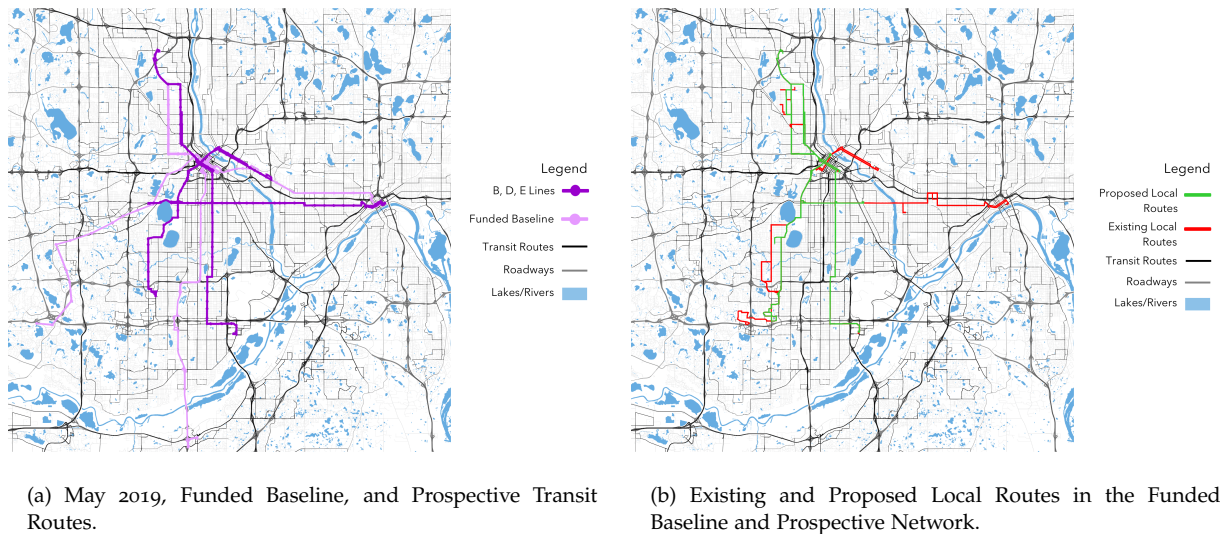 Legend
B, D, E Lines
Funded Baseline
Transit Routes
Roadways
Lakes/Rivers
Legend
Proposed Local
Routes
Existing Local
Routes
Transit Routes
Roadways
Lakes/Rivers
(a) May 2019, Funded Baseline, and Prospective Transit
Routes.
(b) Existing and Proposed Local Routes in the Funded
Baseline and Prospective Network.